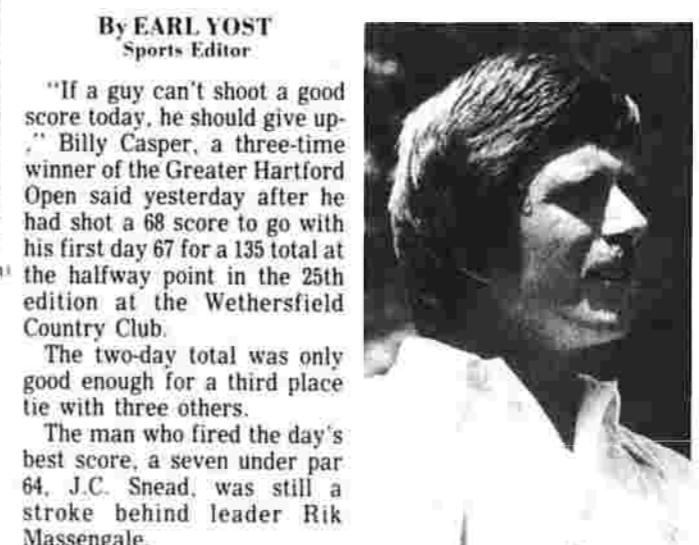 By EARL YOST
Sports Editor
"If a guy can't shoot a good
score today, he should give up-
." Billy Casper, a three-time
winner of the Greater Hartford
Open said yesterday after he
had shot a 68 score to go with
his first day 67 for a 135 total at
the halfway point in the 25th
edition at the Wethersfield
Country Club.
The two-day total was only
good enough for a third place
tie with three others.
The man who fired the day's
best score, a seven under par
64, J.C. Snead, was still a
stroke behind leader Rik
Massengale.